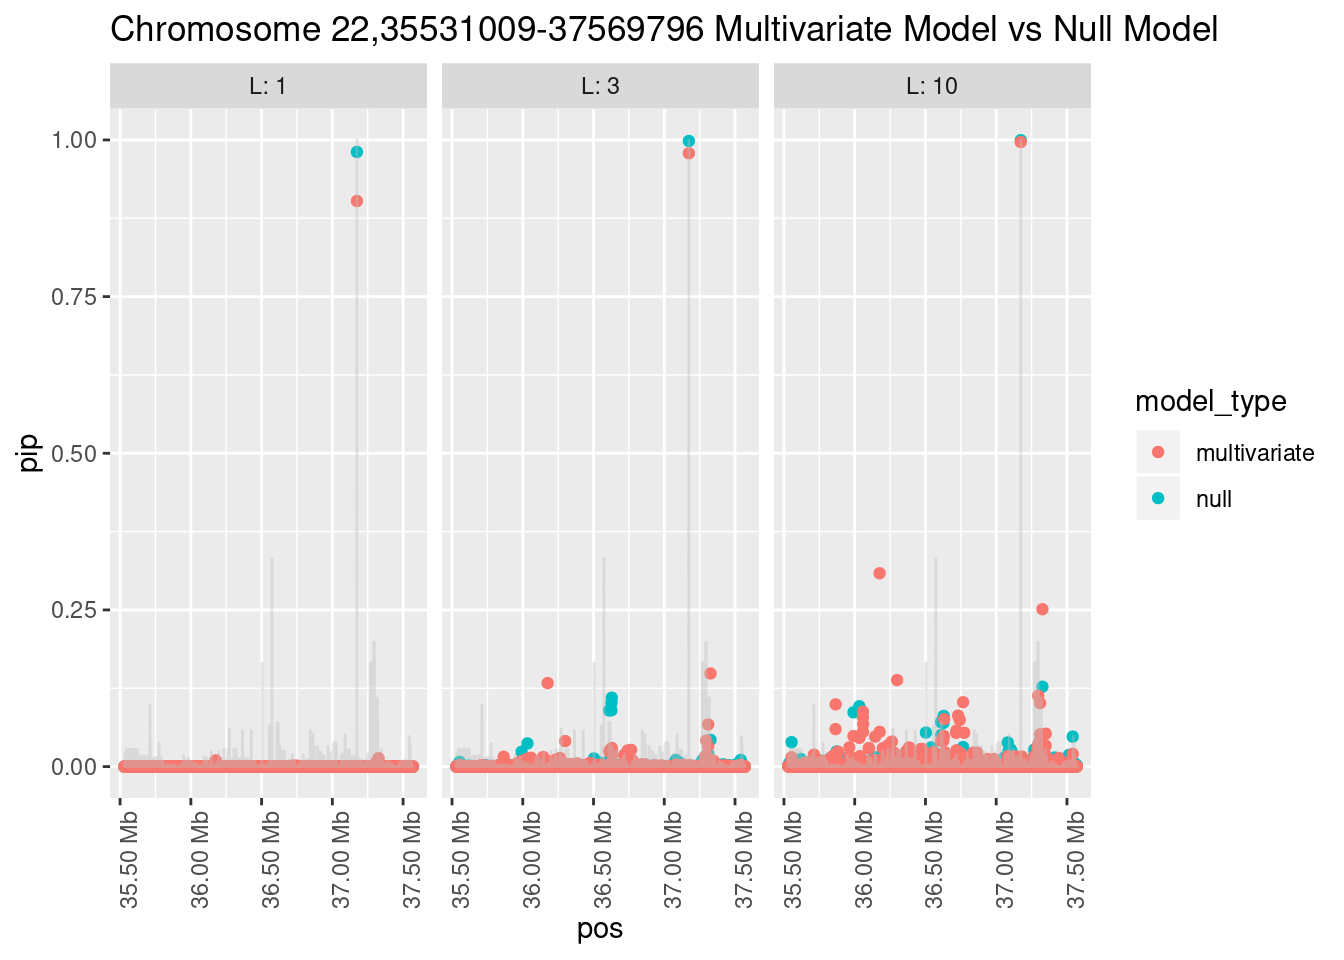 Chromosome 22,35531009-37569796 Multivariate Model vs Null Model
L: 1
L: 3
L: 10
1.00
0.75
0.50
0.25
0.00
pip
35.50 Mb
36.00 Mb
36.50 Mb
37.00 Mb
37.50 Mb
35.50 Mb
36.00 Mb
36.50 Mb
37.00 Mb
37.50 Mb
35.50 Mb
36.00 Mb
36.50 Mb
37.00 Mb
37.50 Mb
pos
model_type
multivariate
null